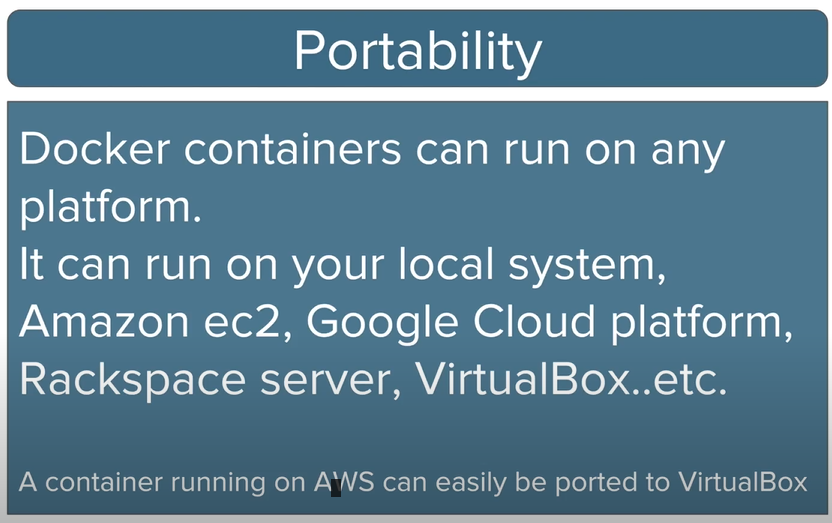 Portability
Docker containers can run on any
platform.
It can run on your local system,
Amazon ec2, Google Cloud platform,
Rackspace server, VirtualBox..etc.
A container running on AWS can easily be ported to VirtualBox